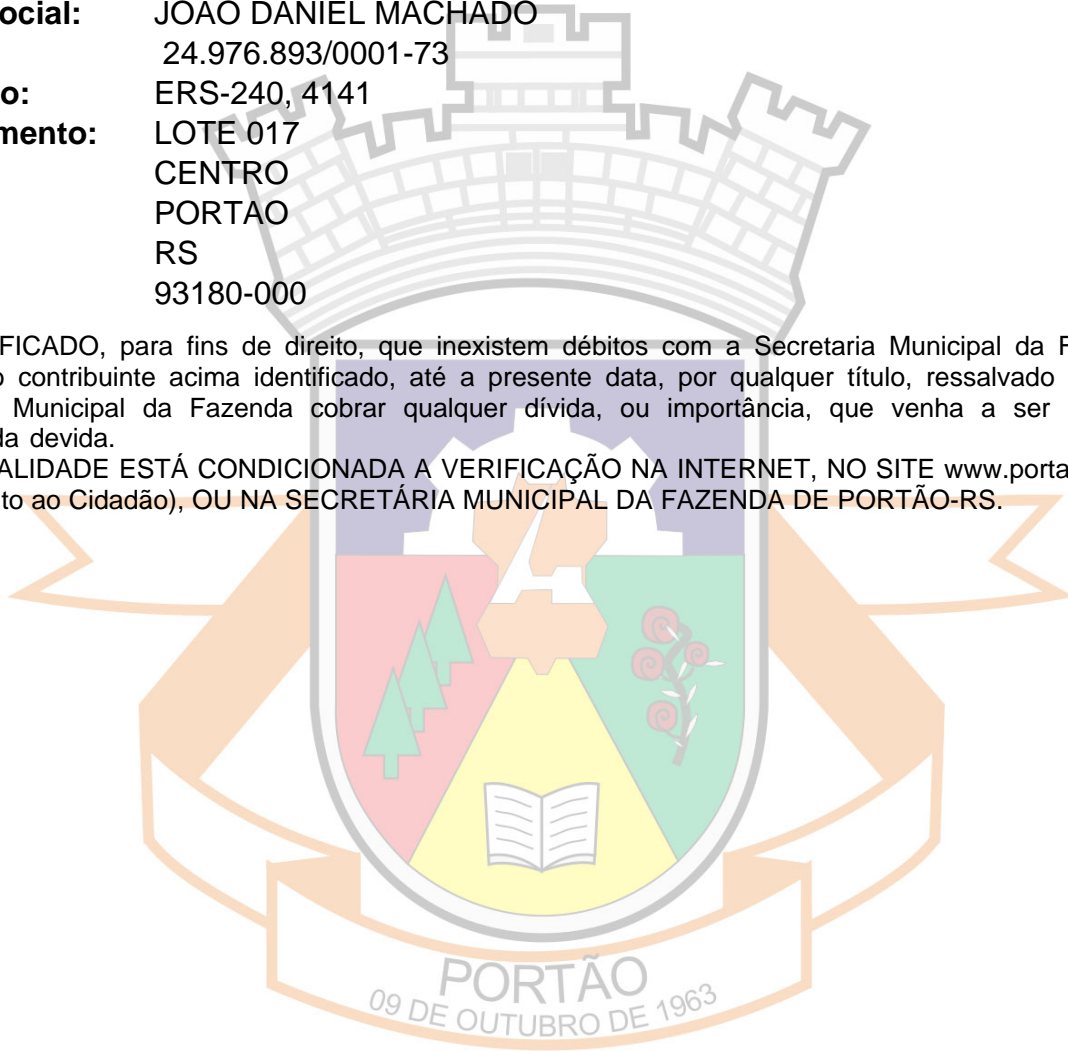 ocial: JOAO DANIEL MACHADO
24.976.893/0001-73
o: ERS-240, 4141
mento: LOTE 017
CENTRO
PORTAO
RS
93180-000
FICADO, para fins de direito, que inexistem débitos com a Secretaria Municipal da F
o contribuinte acima identificado, até a presente data, por qualquer título, ressalvado
Municipal da Fazenda cobrar qualquer dívida, ou importância, que venha a ser
da devida.
ALIDADE ESTÁ CONDICIONADA A VERIFICAÇÃO NA INTERNET, NO SITE www.porta
to ao Cidadão), OU NA SECRETÁRIA MUNICIPAL DA FAZENDA DE PORTÃO-RS.
PORTÃO
09 DE OUTUBRO DE 1963